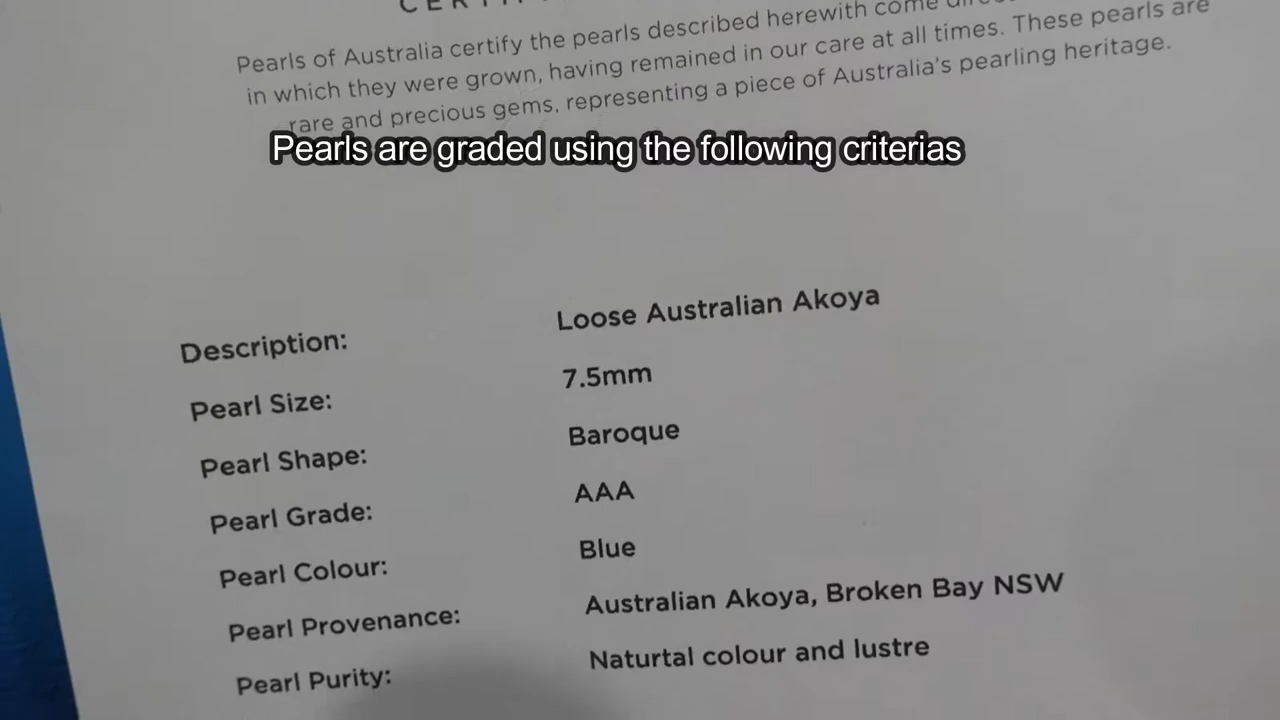 Pearls of Australia certify the pearls described herewith come
in which they were grown, having remained in our care at all times. These pearls are
rare and precious gems, representing a piece of Australia's pearling heritage.
Pearls are graded using the following criterias
Description: Loose Australian Akoya
Pearl Size: 7.5mm
Pearl Shape: Baroque
Pearl Grade: AAA
Pearl Colour: Blue
Pearl Provenance: Australian Akoya, Broken Bay NSW
Pearl Purity: Naturtal colour and lustre